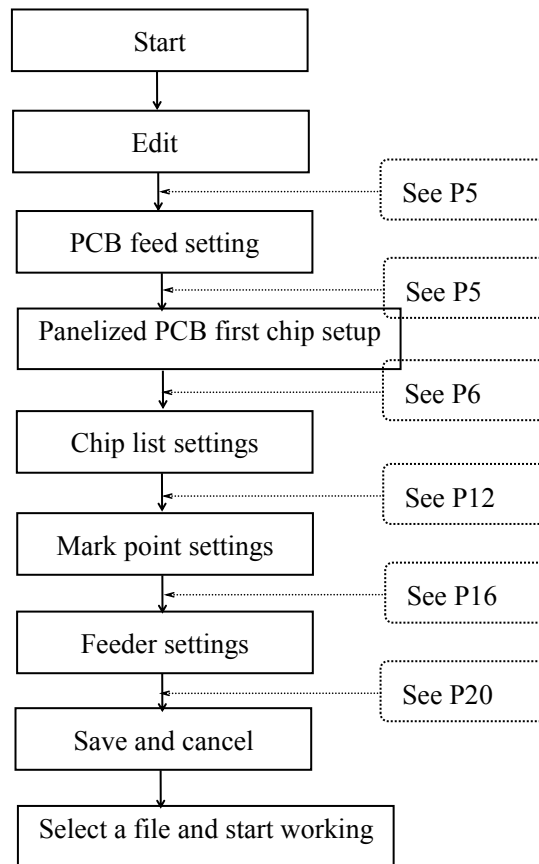 Start
Edit
See P5
PCB feed setting
See P5
Panelized PCB first chip setup
See P6
Chip list settings
See P12
Mark point settings
See P16
Feeder settings
See P20
Save and cancel
Select a file and start working